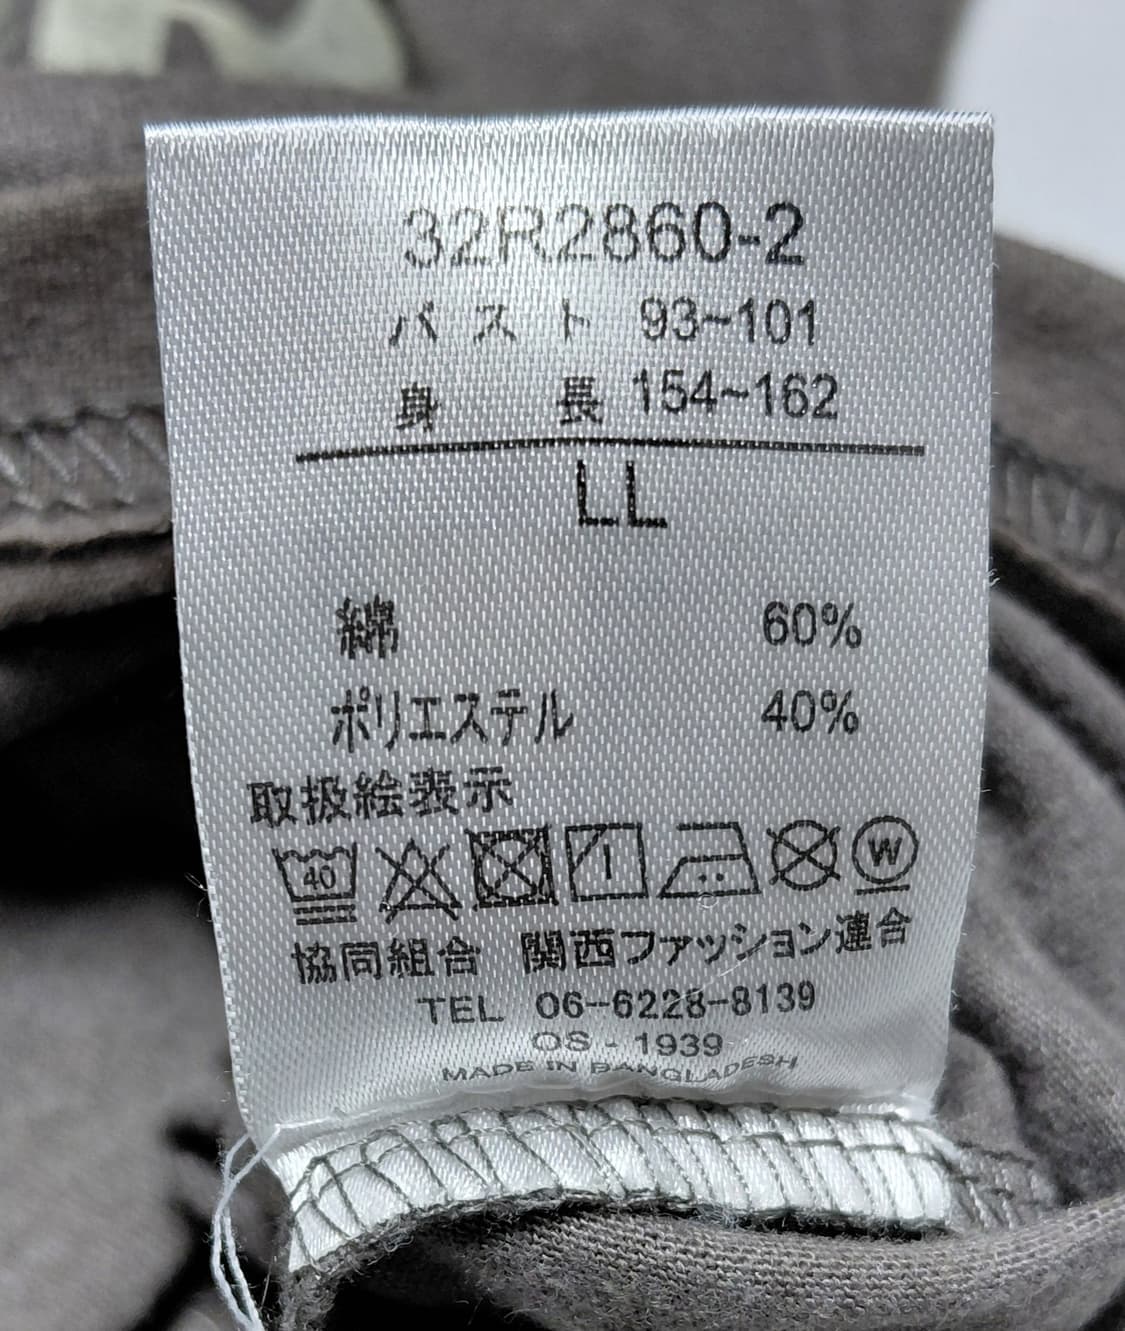 32R2860-2
バスト 93~101
身長 154~162
LL
綿 60%
ポリエステル 40%
取扱絵表示
40 W
協同組合 関西ファッション連合
TEL 06-6228-8139
OS - 1939
MADE IN BANGLADESH